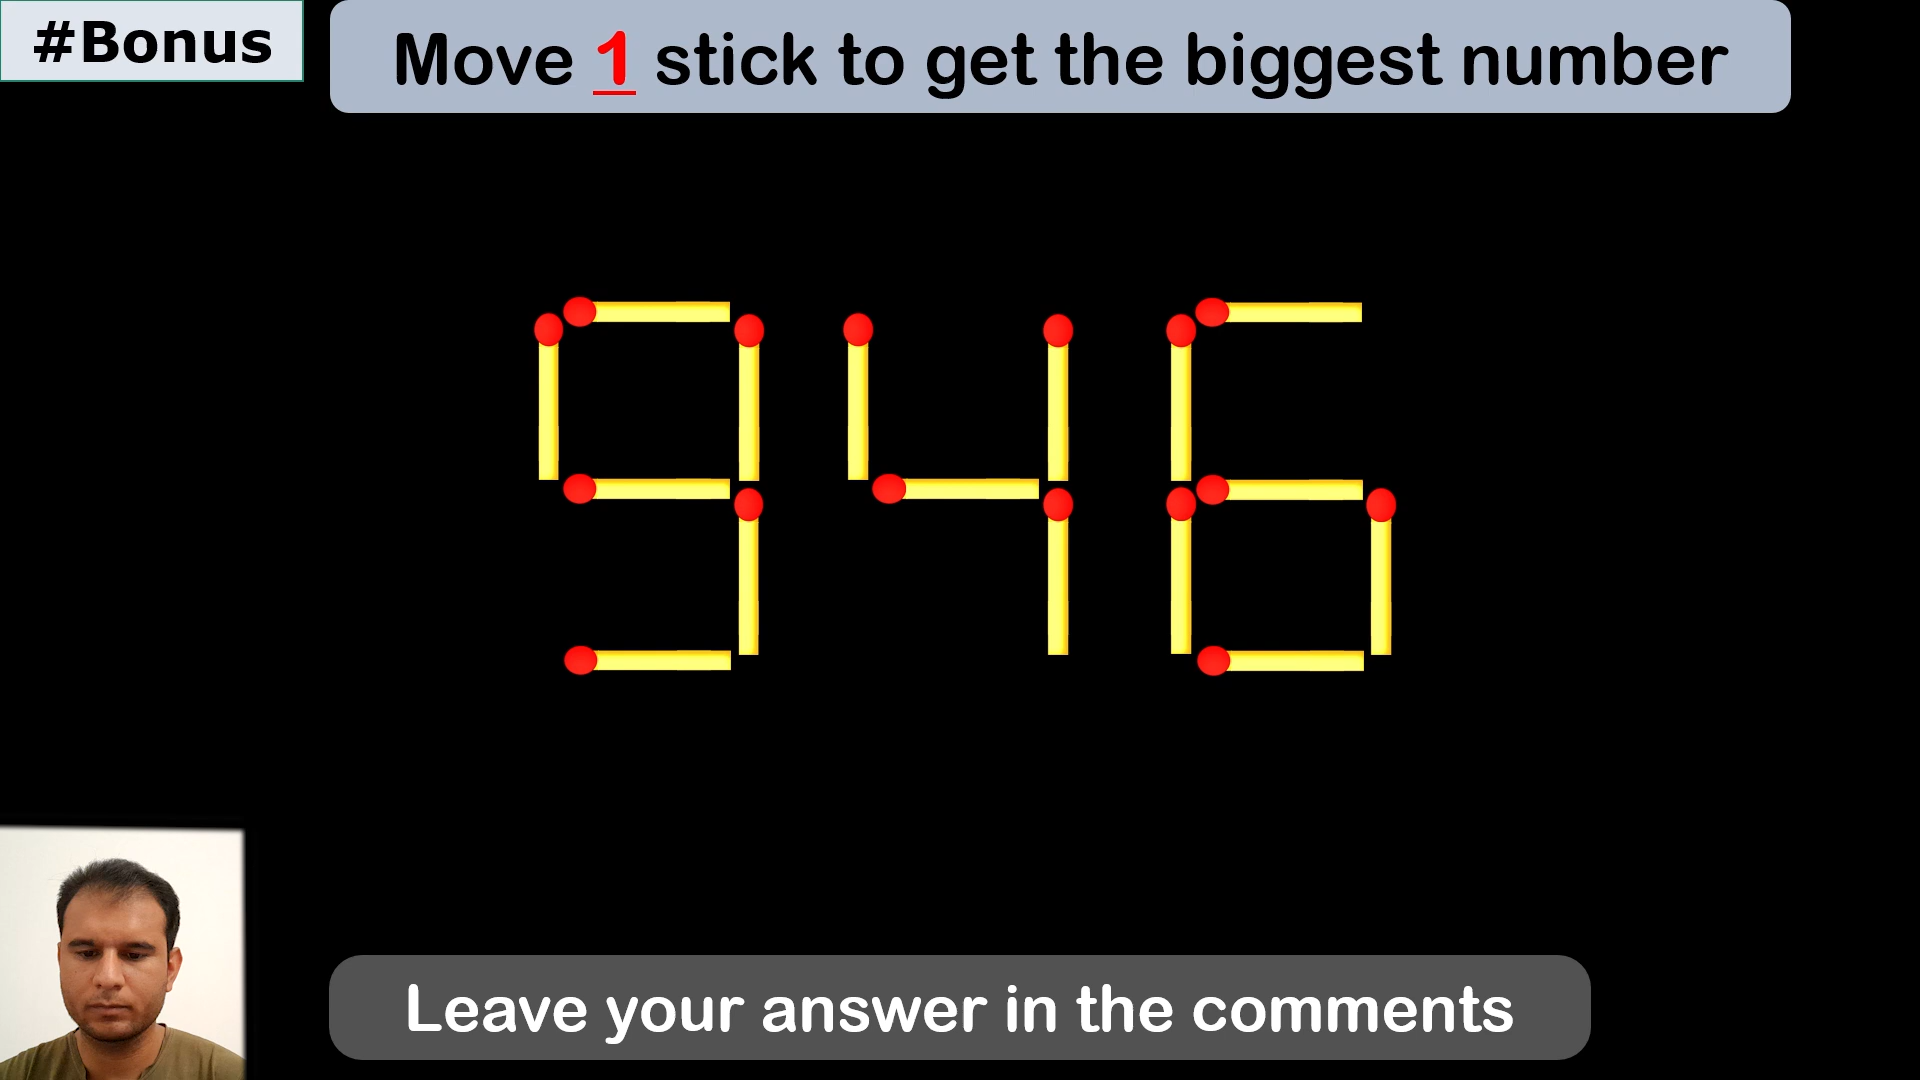 #Bonus
Move 1 stick to get the biggest number
946
Leave your answer in the comments